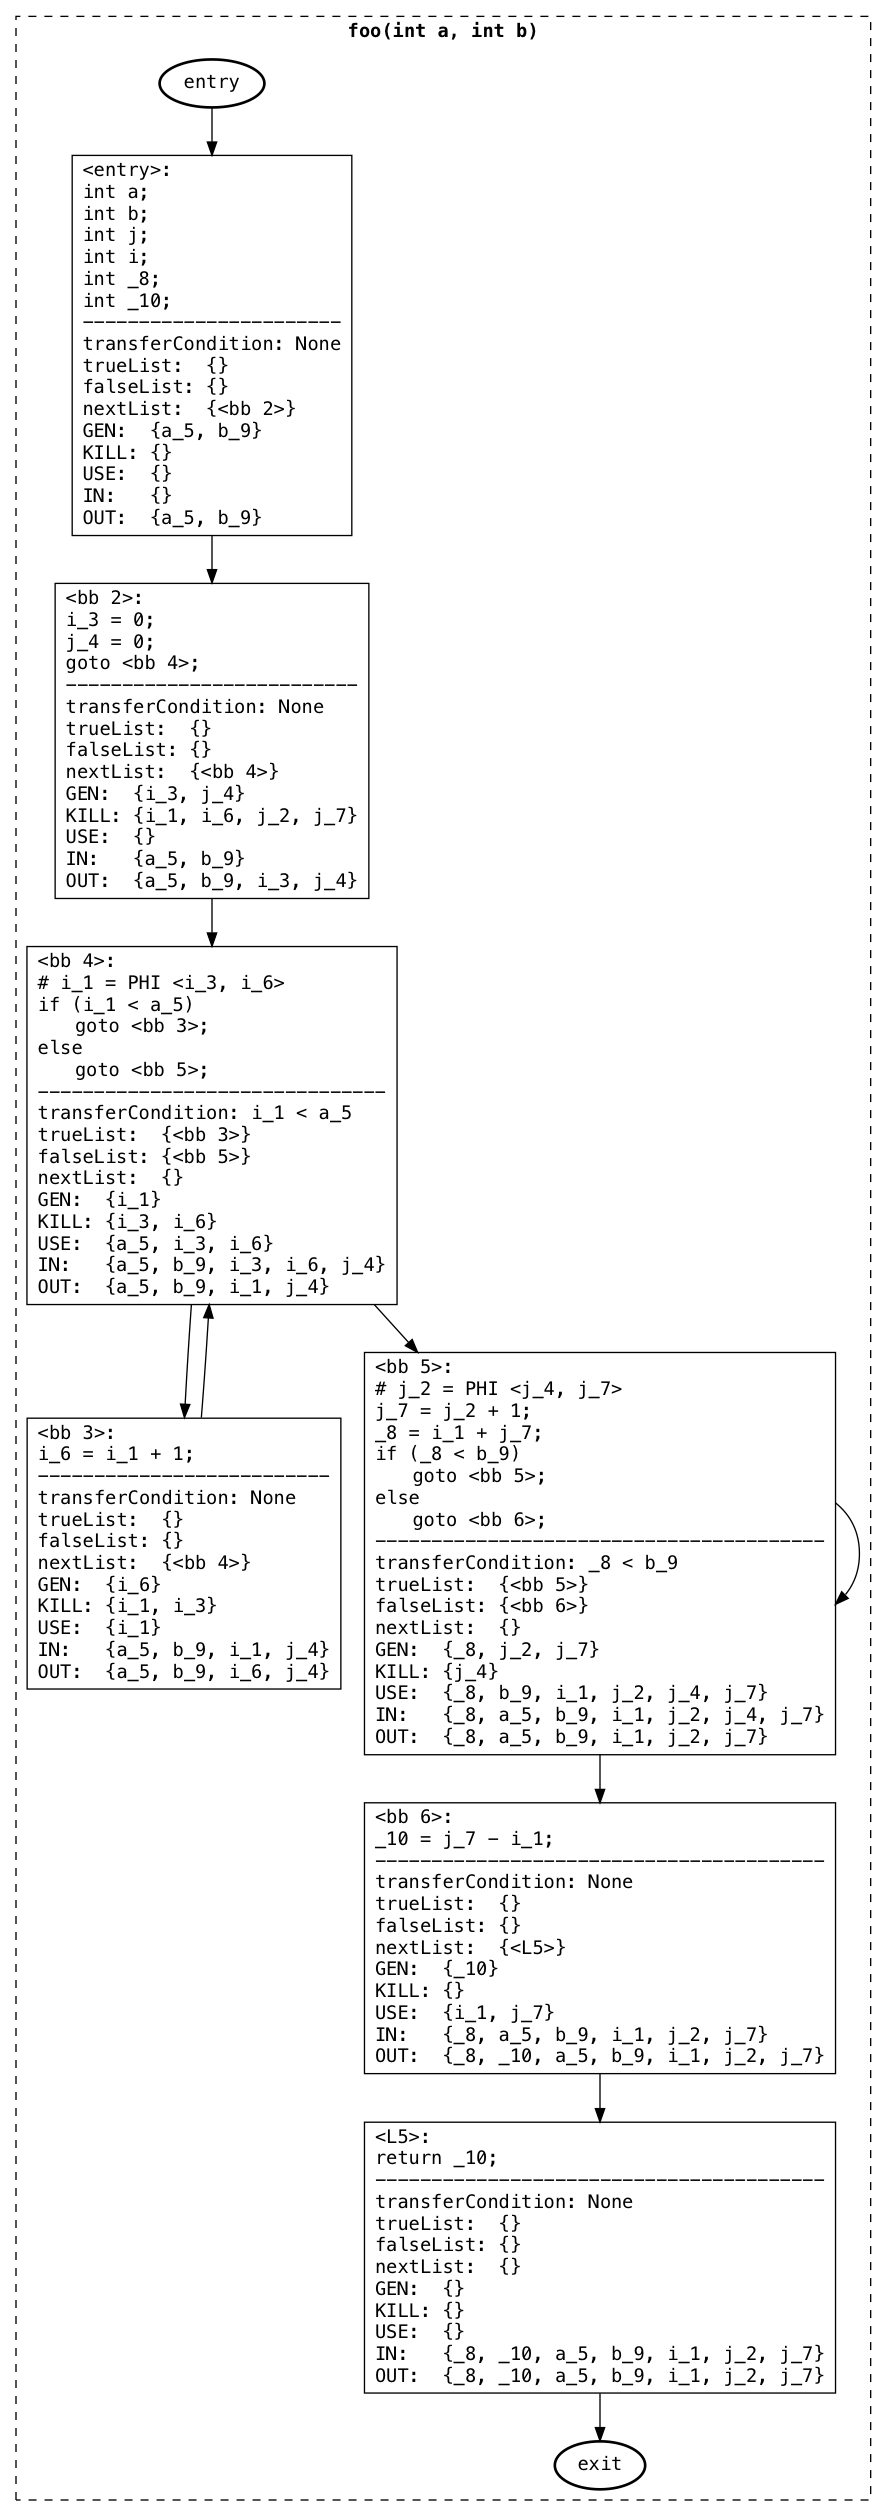 foo(int a, int b)
entry
<entry>:
int a;
int b;
int j;
int i;
int _8;
int _10;
-----------------------
transferCondition: None
trueList:  {}
falseList: {}
nextList:  {<bb 2>}
GEN:  {a_5, b_9}
KILL: {}
USE:  {}
IN:   {}
OUT:  {a_5, b_9}
<bb 2>:
i_3 = 0;
j_4 = 0;
goto <bb 4>;
--------------------------
transferCondition: None
trueList:  {}
falseList: {}
nextList:  {<bb 4>}
GEN:  {i_3, j_4}
KILL: {i_1, i_6, j_2, j_7}
USE:  {}
IN:   {a_5, b_9}
OUT:  {a_5, b_9, i_3, j_4}
<bb 4>:
# i_1 = PHI <i_3, i_6>
if (i_1 < a_5)
   goto <bb 3>;
else
   goto <bb 5>;
-------------------------------
transferCondition: i_1 < a_5
trueList:  {<bb 3>}
falseList: {<bb 5>}
nextList:  {}
GEN:  {i_1}
KILL: {i_3, i_6}
USE:  {a_5, i_3, i_6}
IN:   {a_5, b_9, i_3, i_6, j_4}
OUT:  {a_5, b_9, i_1, j_4}
<bb 3>:
i_6 = i_1 + 1;
--------------------------
transferCondition: None
trueList:  {}
falseList: {}
nextList:  {<bb 4>}
GEN:  {i_6}
KILL: {i_1, i_3}
USE:  {i_1}
IN:   {a_5, b_9, i_1, j_4}
OUT:  {a_5, b_9, i_6, j_4}
<bb 5>:
# j_2 = PHI <j_4, j_7>
j_7 = j_2 + 1;
_8 = i_1 + j_7;
if (_8 < b_9)
   goto <bb 5>;
else
   goto <bb 6>;
----------------------------------------
transferCondition: _8 < b_9
trueList:  {<bb 5>}
falseList: {<bb 6>}
nextList:  {}
GEN:  {_8, j_2, j_7}
KILL: {j_4}
USE:  {_8, b_9, i_1, j_2, j_4, j_7}
IN:   {_8, a_5, b_9, i_1, j_2, j_4, j_7}
OUT:  {_8, a_5, b_9, i_1, j_2, j_7}
<bb 6>:
_10 = j_7 - i_1;
----------------------------------------
transferCondition: None
trueList:  {}
falseList: {}
nextList:  {<L5>}
GEN:  {_10}
KILL: {}
USE:  {i_1, j_7}
IN:   {_8, a_5, b_9, i_1, j_2, j_7}
OUT:  {_8, _10, a_5, b_9, i_1, j_2, j_7}
<L5>:
return _10;
----------------------------------------
transferCondition: None
trueList:  {}
falseList: {}
nextList:  {}
GEN:  {}
KILL: {}
USE:  {}
IN:   {_8, _10, a_5, b_9, i_1, j_2, j_7}
OUT:  {_8, _10, a_5, b_9, i_1, j_2, j_7}
exit